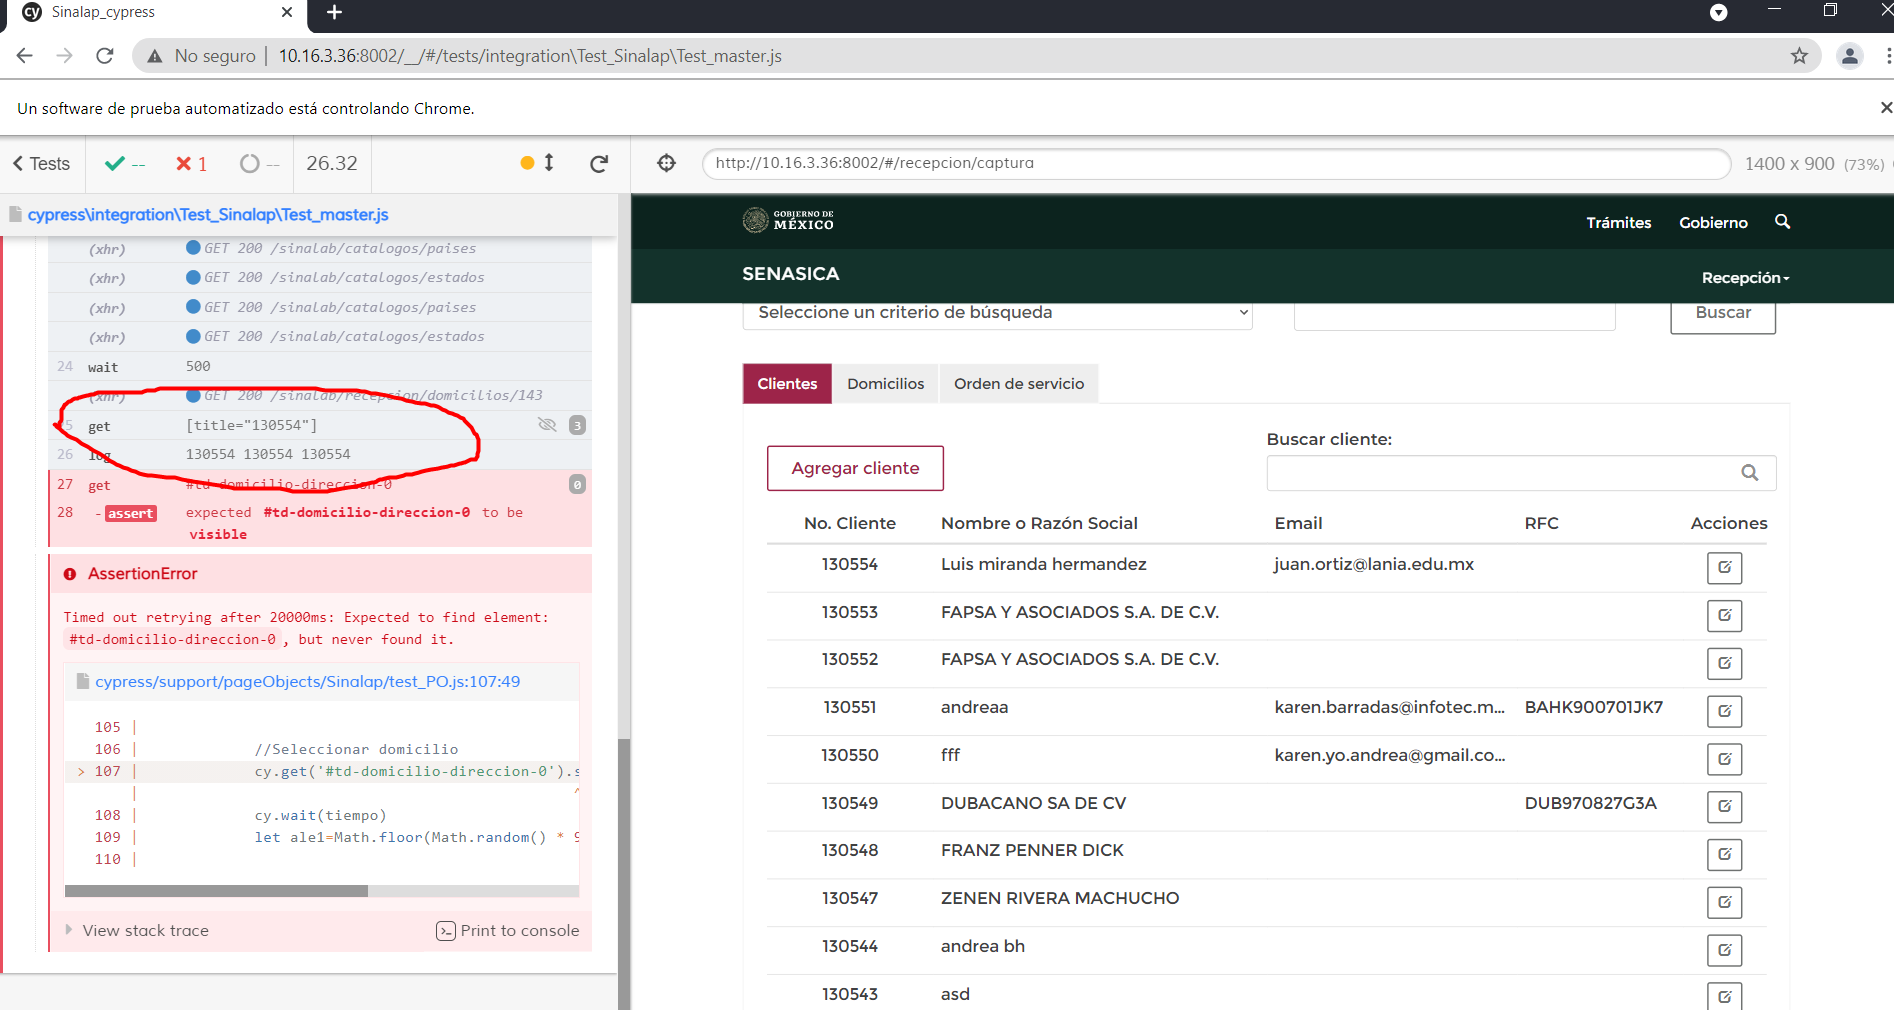 Sinalap_cypress
No seguro | 10.16.3.36:8002/__/#/tests/integration\Test_Sinalap\Test_master.js
Un software de prueba automatizado está controlando Chrome.
Tests
--
1
--
26.32
http://10.16.3.36:8002/#/recepcion/captura
1400 x 900 (73%)
cypress\integration\Test_Sinalap\Test_master.js
(xhr) GET 200 /sinalab/catalogos/paises
(xhr) GET 200 /sinalab/catalogos/estados
(xhr) GET 200 /sinalab/catalogos/paises
(xhr) GET 200 /sinalab/catalogos/estados
24 wait 500
(xhr) GET 200 /sinalab/recepcion/domicilios/143
25 get [title="130554"] 3
26 log 130554 130554 130554
27 get #td-domicilio-direccion-0 0
28 -assert expected #td-domicilio-direccion-0 to be
visible
AssertionError
Timed out retrying after 20000ms: Expected to find element:
#td-domicilio-direccion-0, but never found it.
cypress/support/pageObjects/Sinalap/test_PO.js:107:49
105 |
106 | //Seleccionar domicilio
> 107 | cy.get('#td-domicilio-direccion-0').s
| ^
108 | cy.wait(tiempo)
109 | let ale1=Math.floor(Math.random() * 9
110 |
View stack trace
Print to console
GOBIERNO DE
MÉXICO
Trámites
Gobierno
SENASICA
Recepción
Seleccione un criterio de búsqueda
Buscar
Clientes
Domicilios
Orden de servicio
Agregar cliente
Buscar cliente:
No. Cliente Nombre o Razón Social Email RFC Acciones
130554 Luis miranda hernandez juan.ortiz@lania.edu.mx
130553 FAPSA Y ASOCIADOS S.A. DE C.V.
130552 FAPSA Y ASOCIADOS S.A. DE C.V.
130551 andreaa karen.barradas@infotec.m... BAHK900701JK7
130550 fff karen.yo.andrea@gmail.co...
130549 DUBACANO SA DE CV DUB970827G3A
130548 FRANZ PENNER DICK
130547 ZENEN RIVERA MACHUCHO
130544 andrea bh
130543 asd